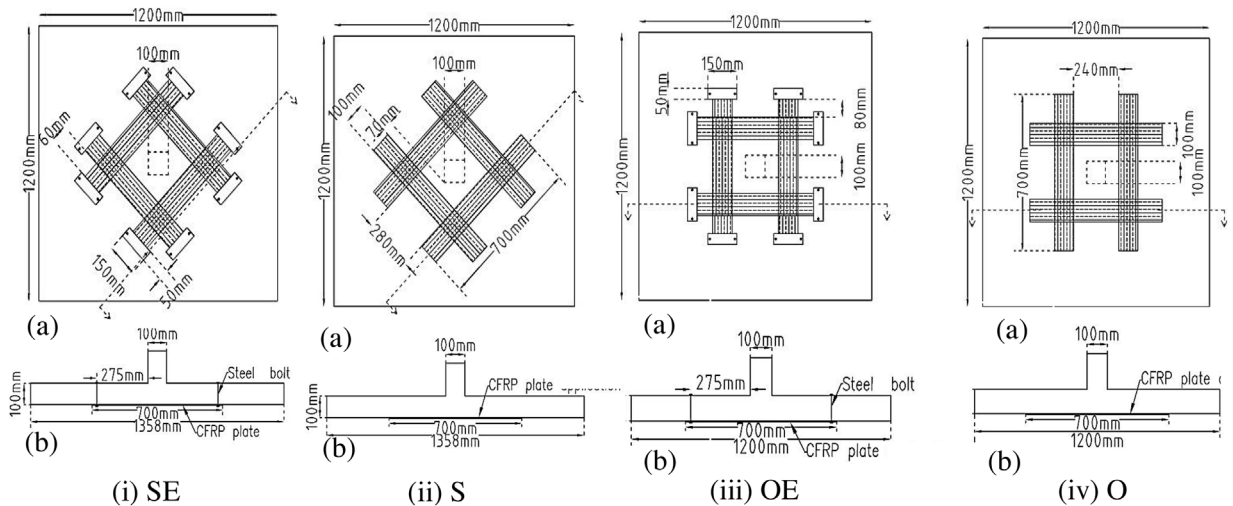 1200mm
100mm
60mm
1200mm
150mm
50mm
(a)
100mm
275mm
Steel bolt
100mm
700mm
CFRP plate
1358mm
(b)
(i) SE
1200mm
100mm
100mm
70mm
1200mm
280mm
700mm
(a)
100mm
CFRP plate
100mm
700mm
1358mm
(b)
(ii) S
1200mm
150mm
50mm
80mm
1200mm
100mm
(a)
100mm
275mm
Steel bolt
700mm
CFRP plate
1200mm
(b)
(iii) OE
1200mm
240mm
100mm
700mm
100mm
1200mm
(a)
100mm
CFRP plate
700mm
1200mm
(b)
(iv) O